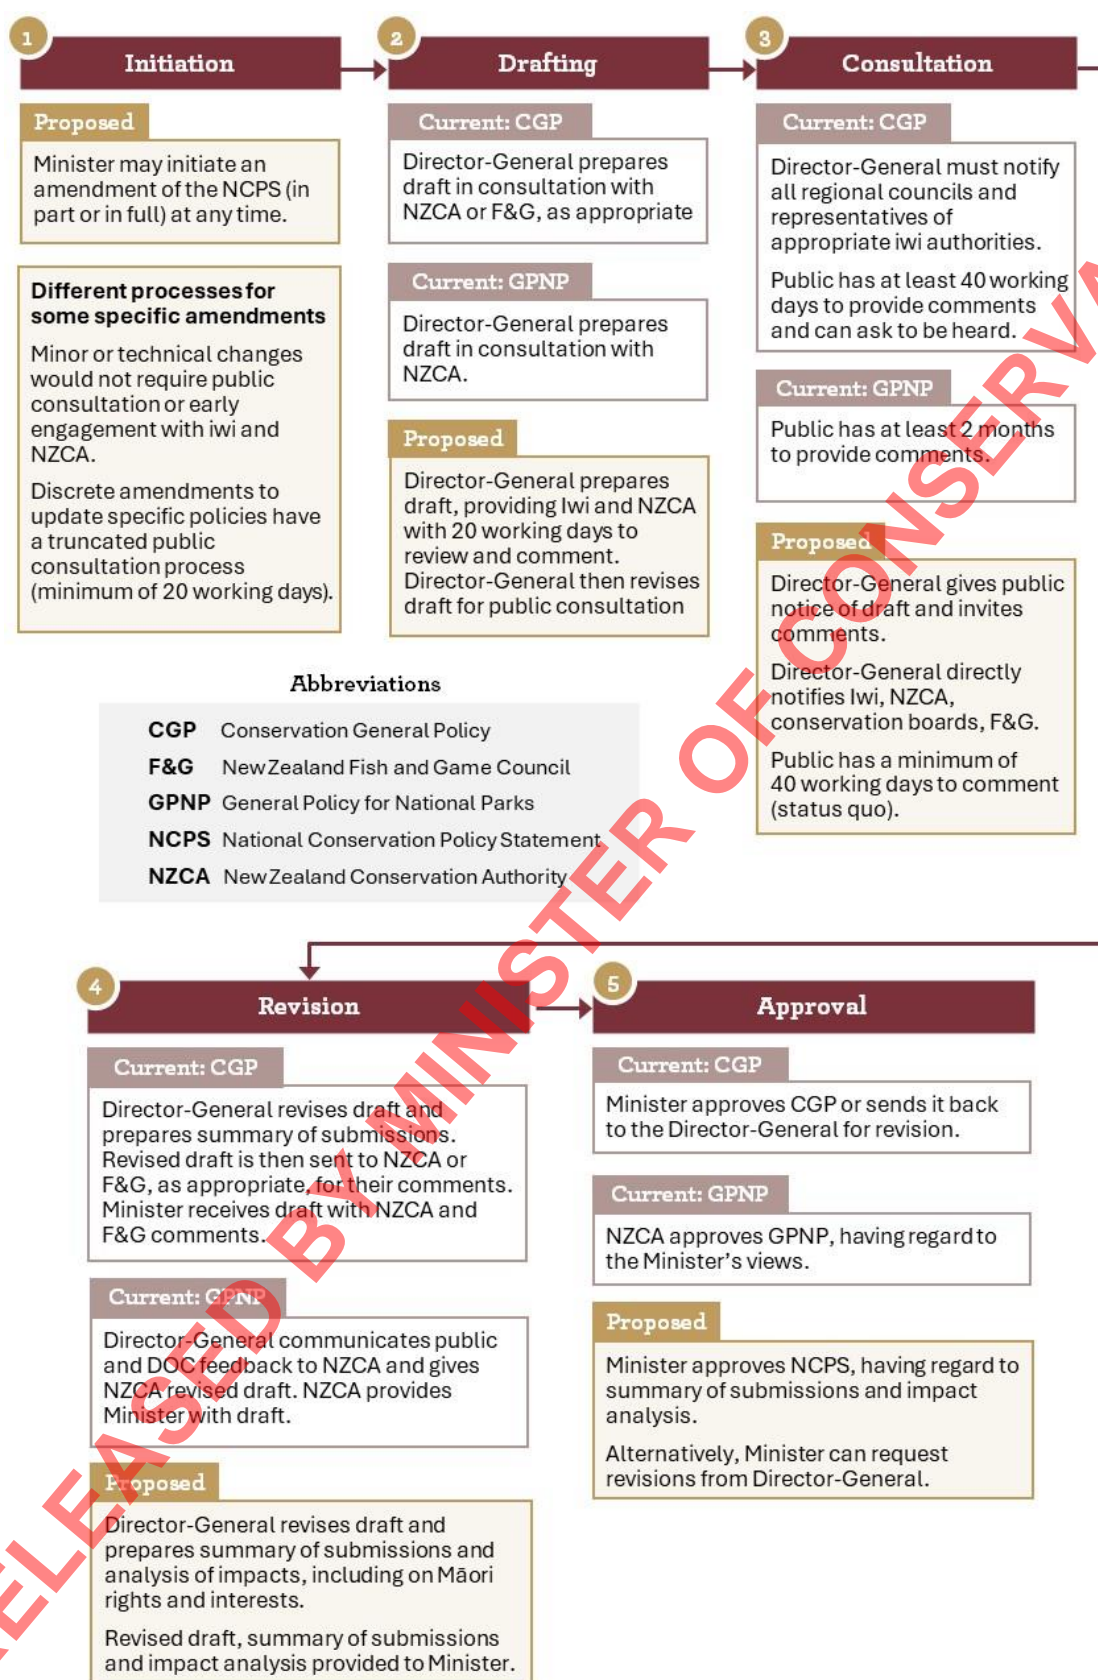 1
Initiation
Proposed
Minister may initiate an
amendment of the NCPS (in
part or in full) at any time.
Different processes for
some specific amendments
Minor or technical changes
would not require public
consultation or early
engagement with iwi and
NZCA.
Discrete amendments to
update specific policies have
a truncated public
consultation process
(minimum of 20 working days).
2
Drafting
Current: CGP
Director-General prepares
draft in consultation with
NZCA or F&G, as appropriate
Current: GPNP
Director-General prepares
draft in consultation with
NZCA.
Proposed
Director-General prepares
draft, providing Iwi and NZCA
with 20 working days to
review and comment.
Director-General then revises
draft for public consultation
3
Consultation
Current: CGP
Director-General must notify
all regional councils and
representatives of
appropriate iwi authorities.
Public has at least 40 working
days to provide comments
and can ask to be heard.
Current: GPNP
Public has at least 2 months
to provide comments.
Proposed
Director-General gives public
notice of draft and invites
comments.
Director-General directly
notifies Iwi, NZCA,
conservation boards, F&G.
Public has a minimum of
40 working days to comment
(status quo).
Abbreviations
CGP Conservation General Policy
F&G New Zealand Fish and Game Council
GPNP General Policy for National Parks
NCPS National Conservation Policy Statement
NZCA New Zealand Conservation Authority
4
Revision
Current: CGP
Director-General revises draft and
prepares summary of submissions.
Revised draft is then sent to NZCA or
F&G, as appropriate, for their comments.
Minister receives draft with NZCA and
F&G comments.
Current: GPNP
Director-General communicates public
and DOC feedback to NZCA and gives
NZCA revised draft. NZCA provides
Minister with draft.
Proposed
Director-General revises draft and
prepares summary of submissions and
analysis of impacts, including on Māori
rights and interests.
Revised draft, summary of submissions
and impact analysis provided to Minister.
5
Approval
Current: CGP
Minister approves CGP or sends it back
to the Director-General for revision.
Current: GPNP
NZCA approves GPNP, having regard to
the Minister's views.
Proposed
Minister approves NCPS, having regard to
summary of submissions and impact
analysis.
Alternatively, Minister can request
revisions from Director-General.
RELEASED BY MINISTER OF CONSERVA